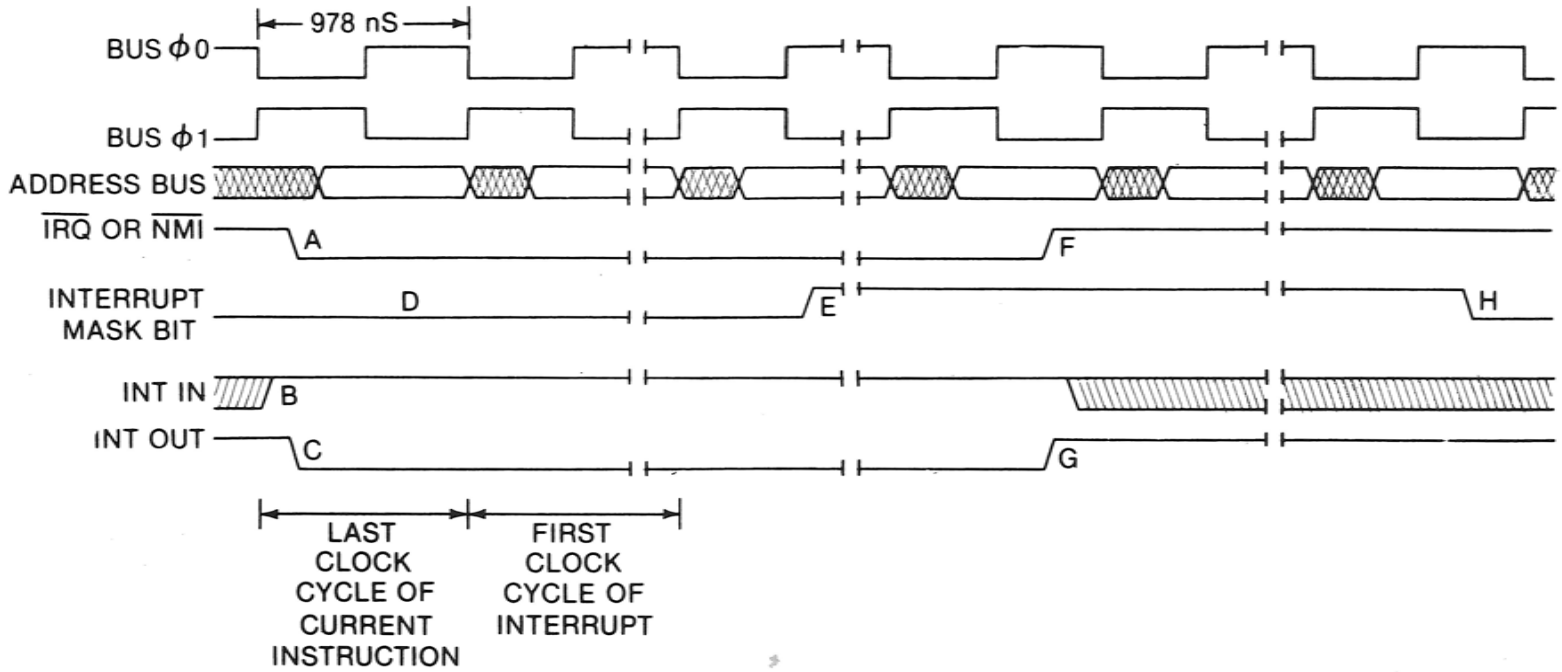 978 nS
BUS ϕ0
BUS ϕ1
ADDRESS BUS
IRQ OR NMI
A
F
INTERRUPT
MASK BIT
D
E
H
INT IN
B
INT OUT
C
G
LAST
CLOCK
CYCLE OF
CURRENT
INSTRUCTION
FIRST
CLOCK
CYCLE OF
INTERRUPT